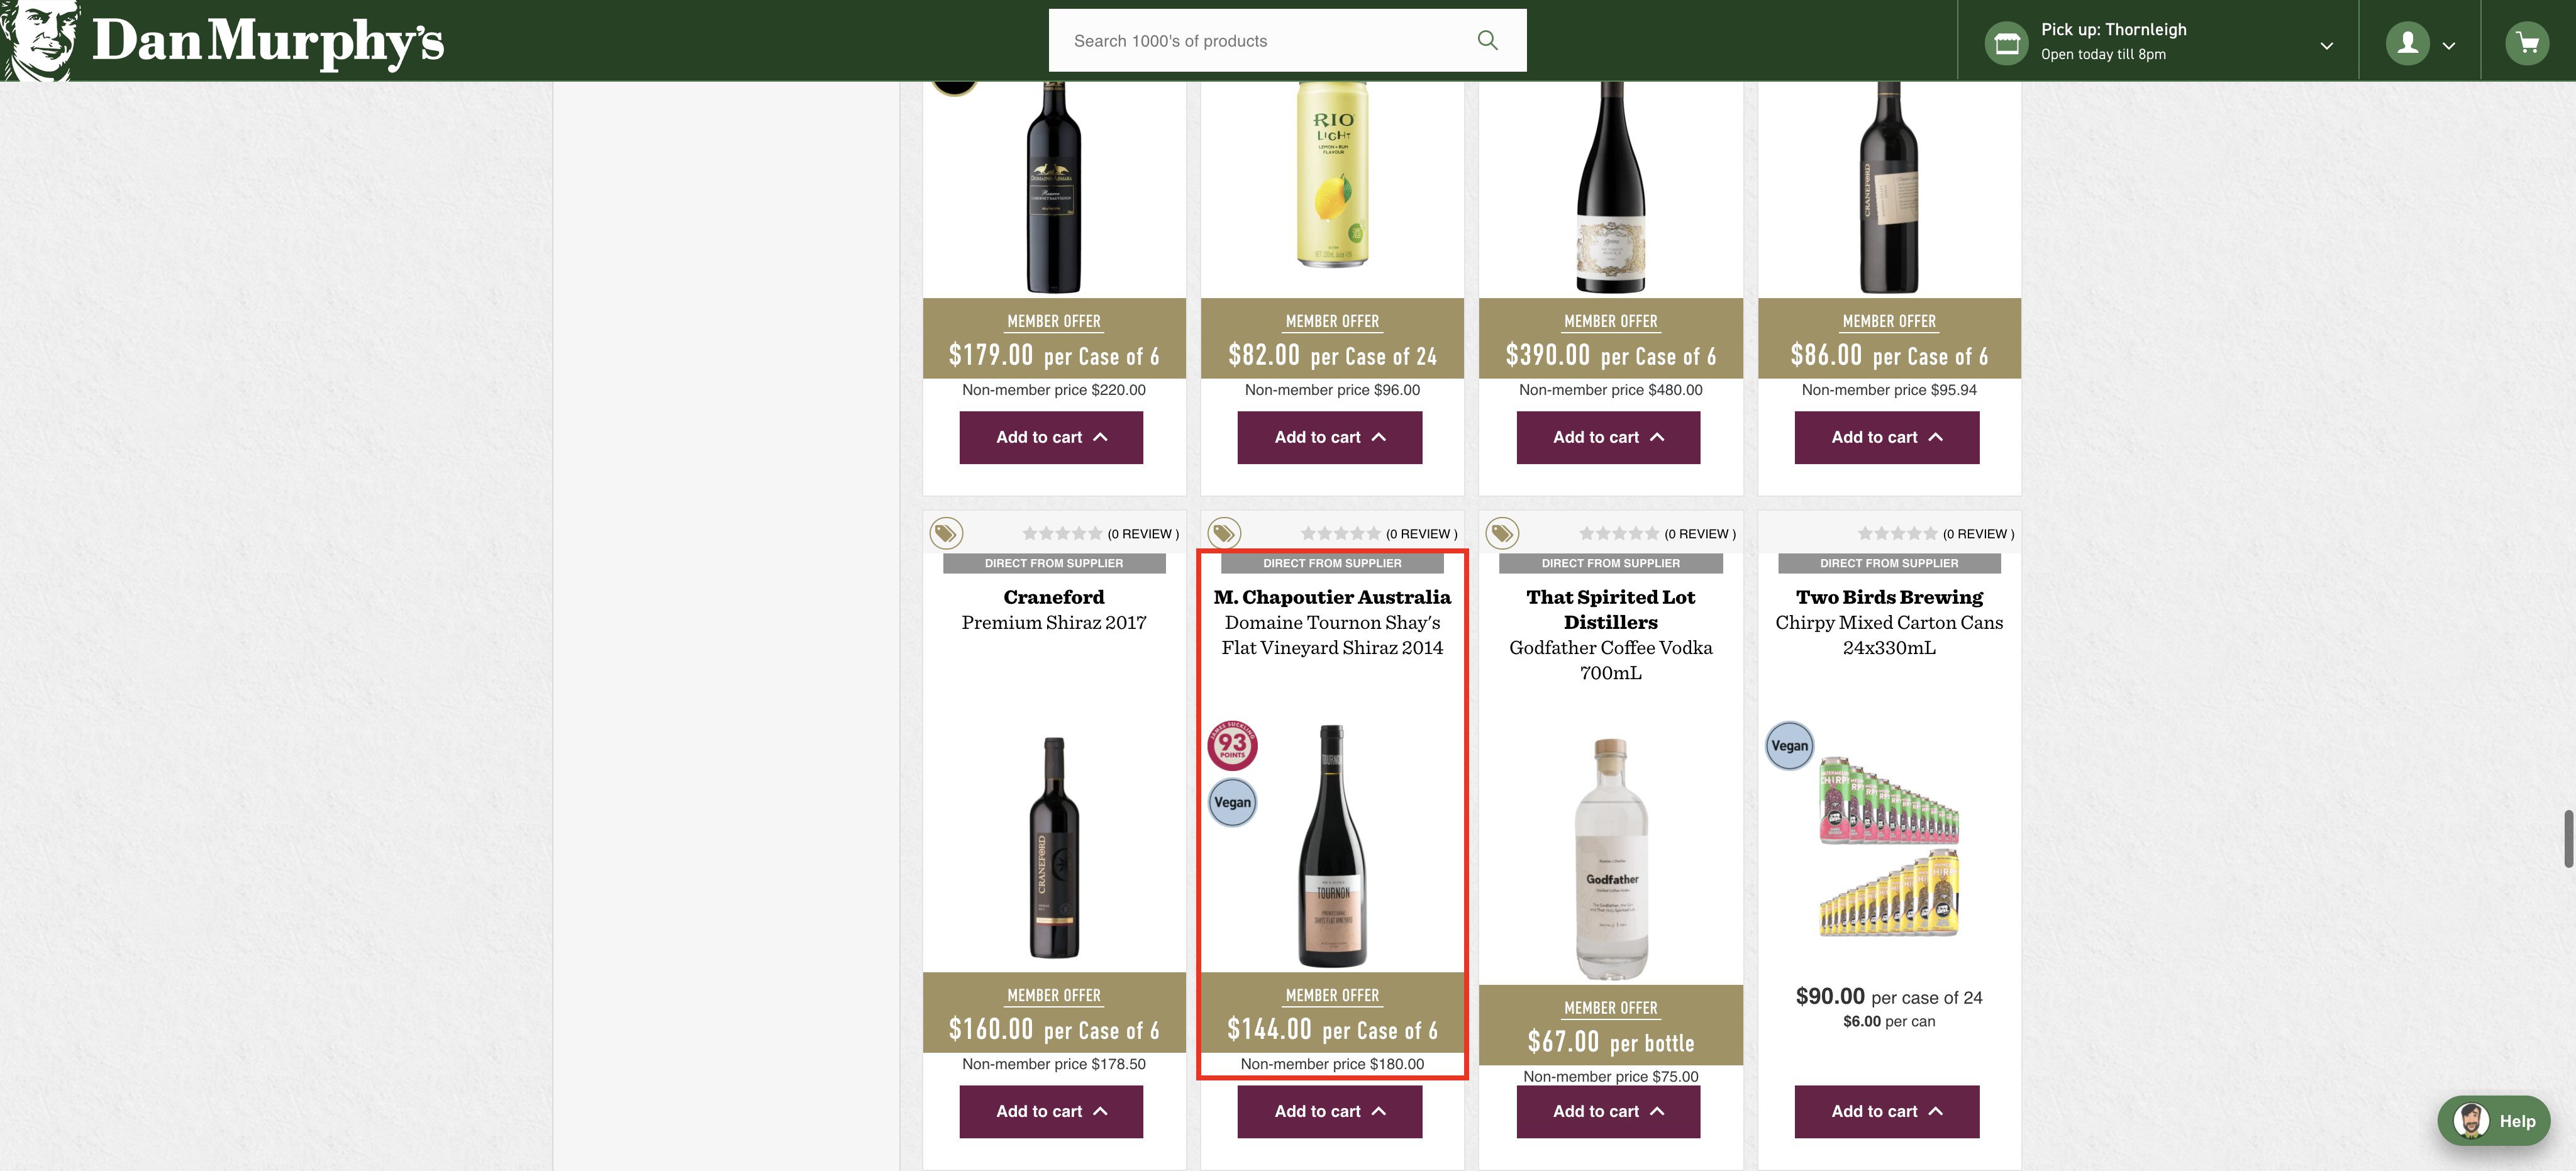 Dan Murphy's
Search 1000's of products
Pick up: Thornleigh
Open today till 8pm
RIO
LIGHT
LEMON + RUM
FLAVOUR
CRANEFORD
MEMBER OFFER
$179.00 per Case of 6
Non-member price $220.00
Add to cart
MEMBER OFFER
$82.00 per Case of 24
Non-member price $96.00
Add to cart
MEMBER OFFER
$390.00 per Case of 6
Non-member price $480.00
Add to cart
MEMBER OFFER
$86.00 per Case of 6
Non-member price $95.94
Add to cart
(0 REVIEW )
DIRECT FROM SUPPLIER
Craneford
Premium Shiraz 2017
CRANEFORD
MEMBER OFFER
$160.00 per Case of 6
Non-member price $178.50
Add to cart
(0 REVIEW )
DIRECT FROM SUPPLIER
M. Chapoutier Australia
Domaine Tournon Shay's
Flat Vineyard Shiraz 2014
JAMES SUCKLING
93
POINTS
Vegan
TOURNON
MEMBER OFFER
$144.00 per Case of 6
Non-member price $180.00
Add to cart
(0 REVIEW )
DIRECT FROM SUPPLIER
That Spirited Lot
Distillers
Godfather Coffee Vodka
700mL
Godfather
MEMBER OFFER
$67.00 per bottle
Non-member price $75.00
Add to cart
(0 REVIEW )
DIRECT FROM SUPPLIER
Two Birds Brewing
Chirpy Mixed Carton Cans
24x330mL
Vegan
$90.00 per case of 24
$6.00 per can
Add to cart
Help